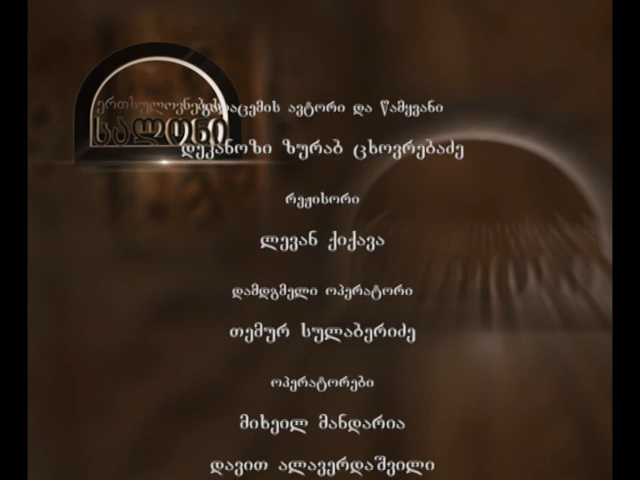 ერთსულოვნების
სალონი
გადაცემის ავტორი და წამყვანი
დეკანოზი ზურაბ ცხოვრებაძე
რეჟისორი
ლევან ქიქავა
დამდგმელი ოპერატორი
თემურ სულაბერიძე
ოპერატორები
მიხეილ მანდარია
დავით ალავერდაშვილი